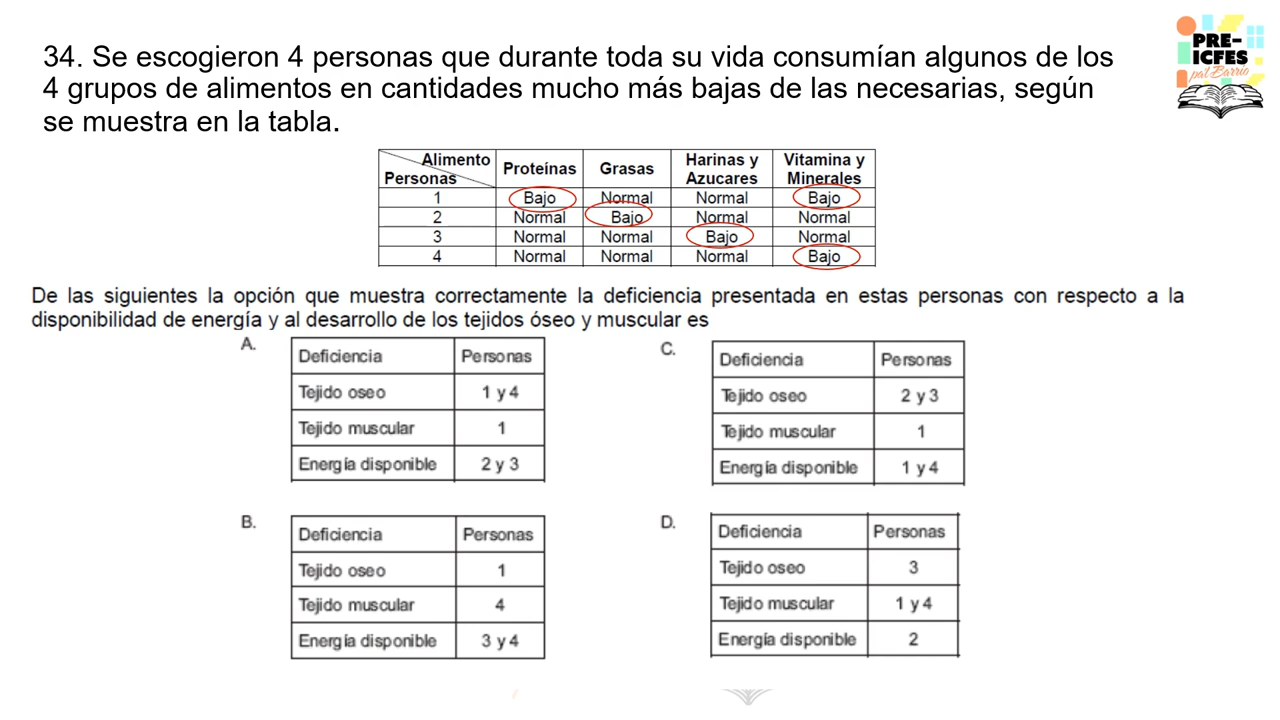 34. Se escogieron 4 personas que durante toda su vida consumían algunos de los
4 grupos de alimentos en cantidades mucho más bajas de las necesarias, según
se muestra en la tabla.
PRE-
ICFES
pal Barrio
Alimento Proteínas Grasas Harinas y Vitamina y
Personas Azucares Minerales
1 Bajo Normal Normal Bajo
2 Normal Bajo Normal Normal
3 Normal Normal Bajo Normal
4 Normal Normal Normal Bajo
De las siguientes la opción que muestra correctamente la deficiencia presentada en estas personas con respecto a la
disponibilidad de energía y al desarrollo de los tejidos óseo y muscular es
A.
Deficiencia Personas
Tejido oseo 1 y 4
Tejido muscular 1
Energía disponible 2 y 3
B.
Deficiencia Personas
Tejido oseo 1
Tejido muscular 4
Energía disponible 3 y 4
C.
Deficiencia Personas
Tejido oseo 2 y 3
Tejido muscular 1
Energía disponible 1 y 4
D.
Deficiencia Personas
Tejido oseo 3
Tejido muscular 1 y 4
Energía disponible 2